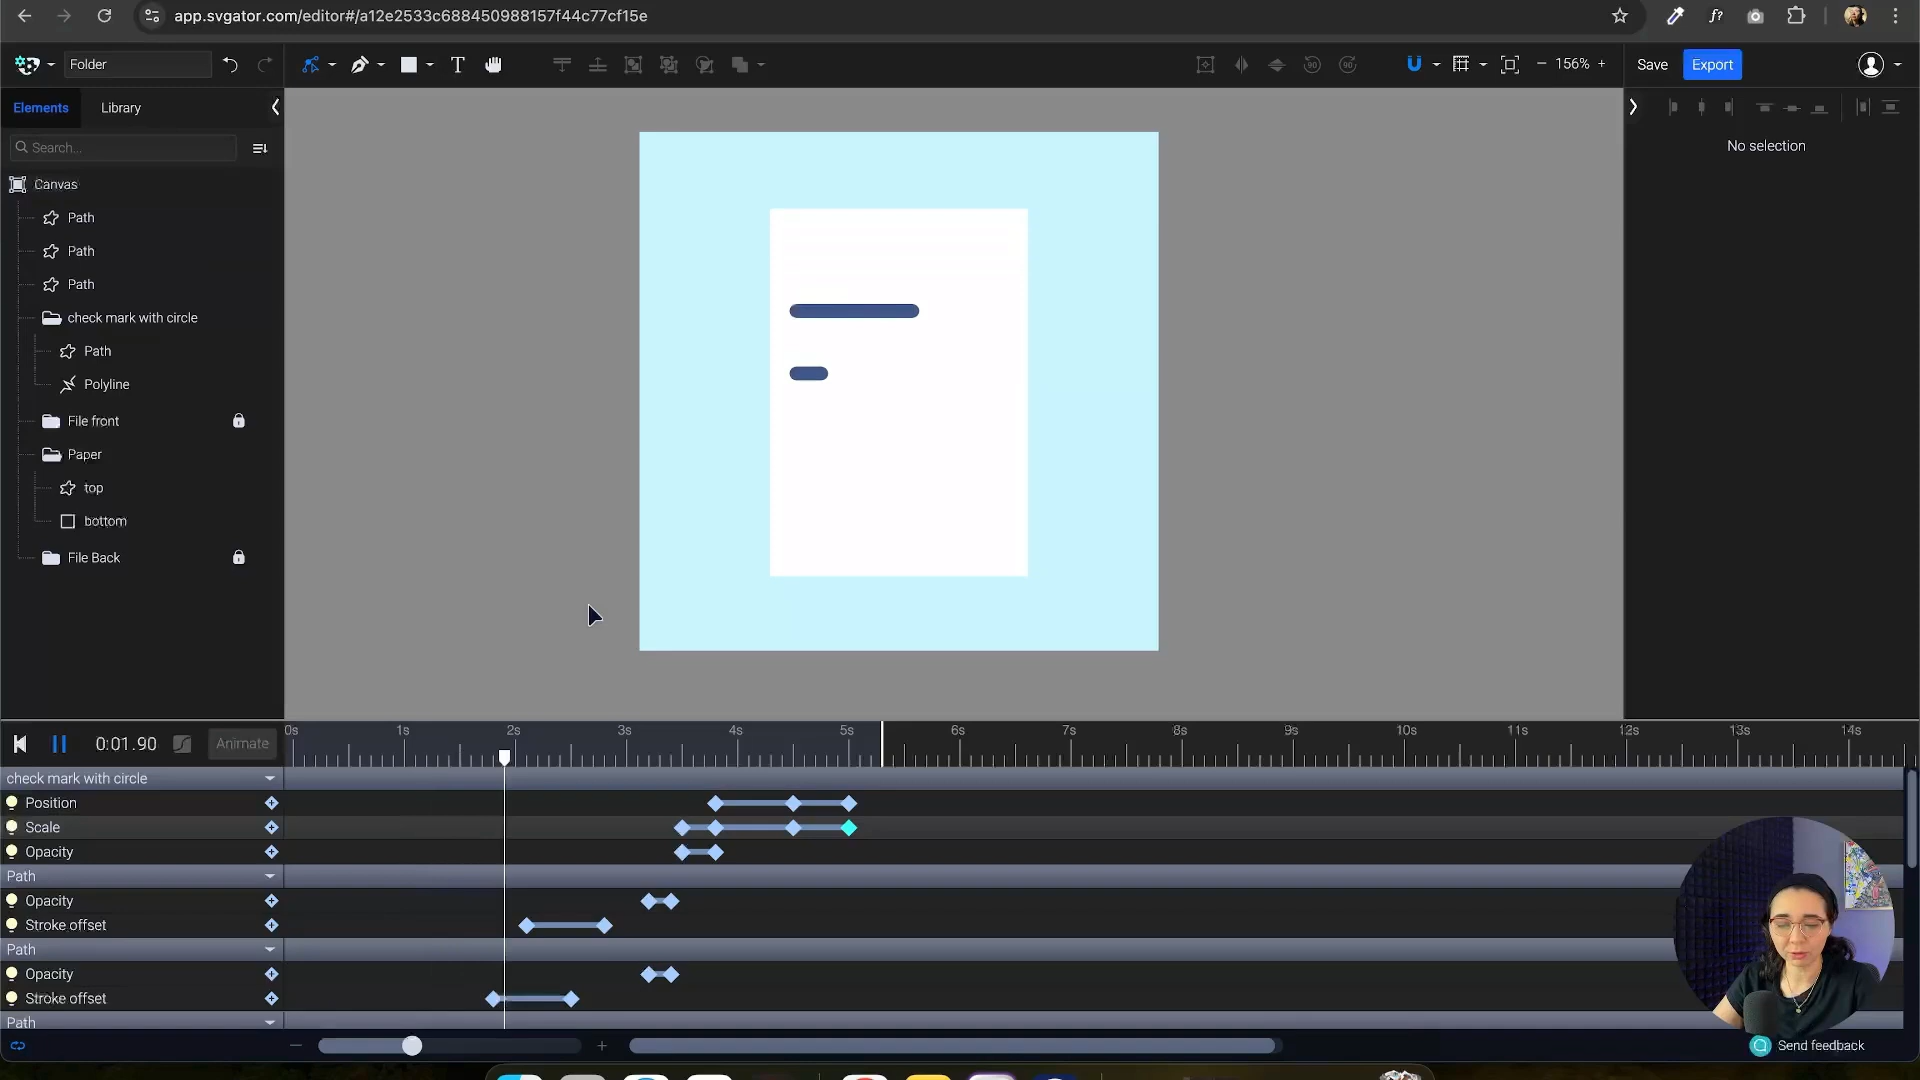 app.svgator.com/editor#/a12e2533c688450988157f44c77cf15e
Folder
156%
Save
Export
Elements
Library
Search...
No selection
Canvas
Path
Path
Path
check mark with circle
Path
Polyline
File front
Paper
top
bottom
File Back
0:01.90
Animate
0s 1s 2s 3s 4s 5s 6s 7s 8s 9s 10s 11s 12s 13s 14s
check mark with circle
Position
Scale
Opacity
Path
Opacity
Stroke offset
Path
Opacity
Stroke offset
Path
Send feedback